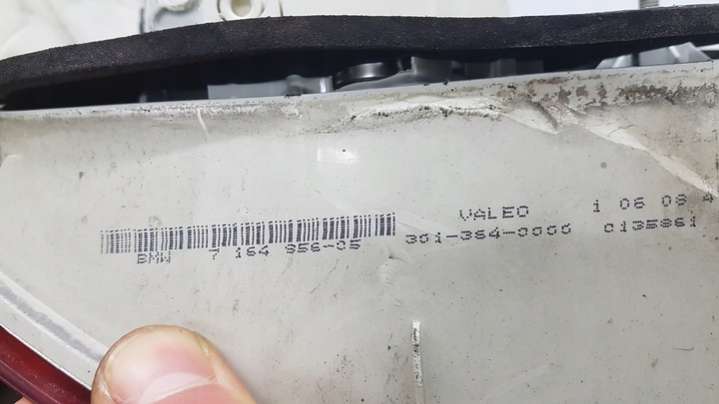 VALEO 1 06 08 4
301-364-0000 0135861
BMW 7 164 956-05